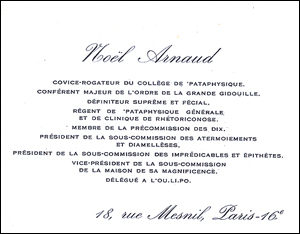 Noël Arnaud
COVICE-ROGATEUR DU COLLÈGE DE 'PATAPHYSIQUE.
CONFÉRENT MAJEUR DE L'ORDRE DE LA GRANDE GIDOUILLE.
DÉFINITEUR SUPRÊME ET FÉCIAL.
RÉGENT DE 'PATAPHYSIQUE GÉNÉRALE
ET DE CLINIQUE DE RHÉTORICONOSE.
MEMBRE DE LA PRÉCOMMISSION DES DIX.
PRÉSIDENT DE LA SOUS-COMMISSION DES ATERMOIEMENTS
ET DIAMELLÈSES,
PRÉSIDENT DE LA SOUS-COMMISSION DES IMPRÉDICABLES ET ÉPITHÈTES.
VICE-PRÉSIDENT DE LA SOUS-COMMISSION
DE LA MAISON DE SA MAGNIFICENCE.
DÉLÉGUÉ A L'OU.LI.PO.
18, rue Mesnil, Paris-16e